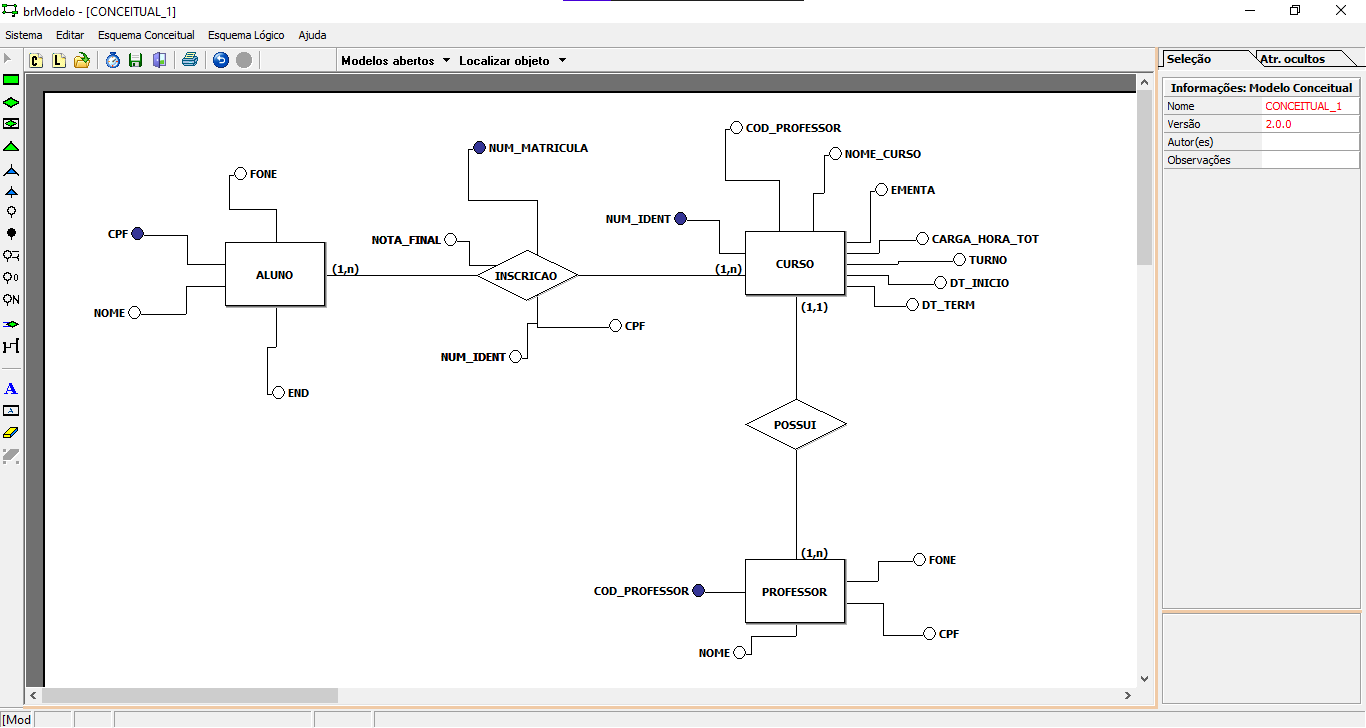 brModelo - [CONCEITUAL_1]
Sistema Editar Esquema Conceitual Esquema Lógico Ajuda
C L Modelos abertos Localizar objeto
Seleção Atr. ocultos
Informações: Modelo Conceitual
Nome CONCEITUAL_1
Versão 2.0.0
Autor(es)
Observações
COD_PROFESSOR
NUM_MATRICULA
NOME_CURSO
FONE
EMENTA
NUM_IDENT
CPF
NOTA_FINAL
CARGA_HORA_TOT
TURNO
ALUNO
(1,n)
INSCRICAO
(1,n)
CURSO
DT_INICIO
DT_TERM
(1,1)
NOME
CPF
NUM_IDENT
END
POSSUI
(1,n)
FONE
COD_PROFESSOR
PROFESSOR
CPF
NOME
0
N
A
A
[Mod